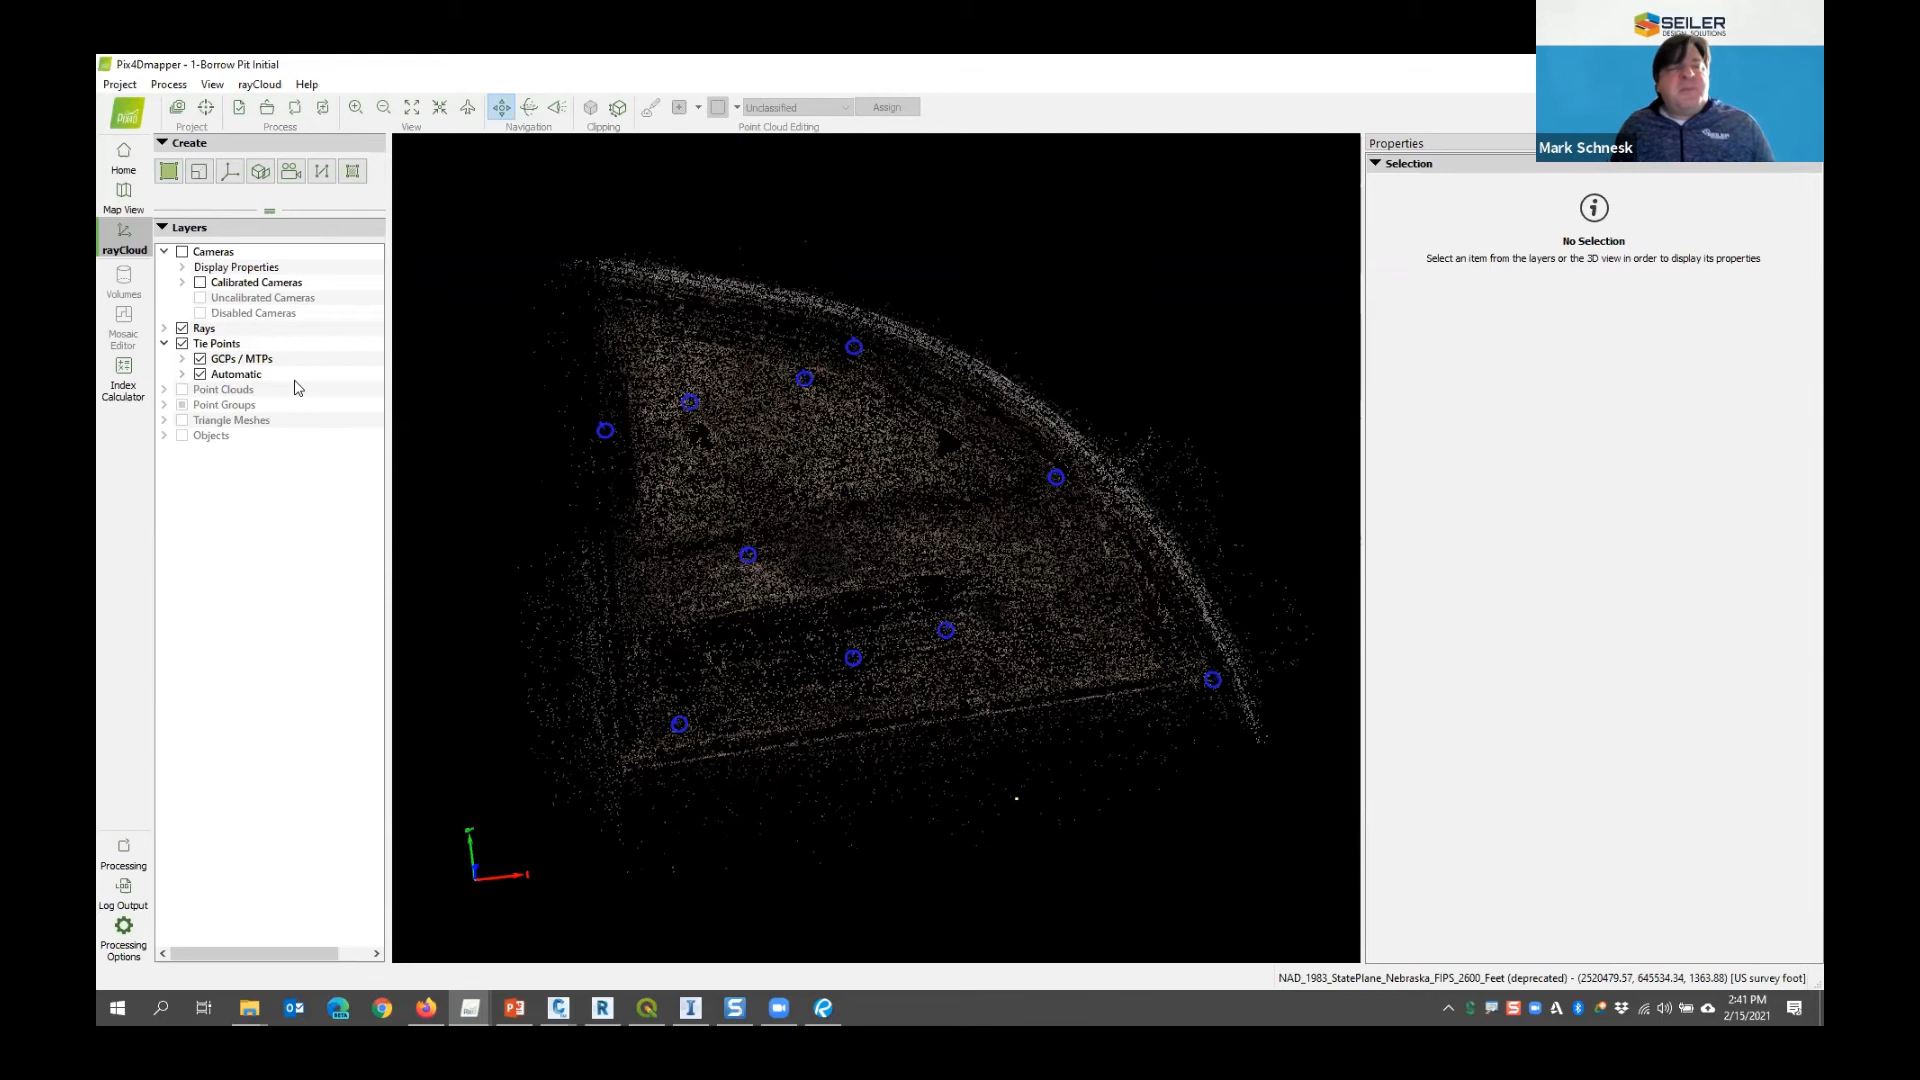 SEILER
DESIGN SOLUTIONS
Mark Schnesk
Pix4Dmapper - 1-Borrow Pit Initial
Project Process View rayCloud Help
Unclassified Assign
Project Process View Navigation Clipping Point Cloud Editing
Pix4D
Create
Home
Map View
rayCloud
Volumes
Mosaic
Editor
Index
Calculator
Layers
Cameras
Display Properties
Calibrated Cameras
Uncalibrated Cameras
Disabled Cameras
Rays
Tie Points
GCPs / MTPs
Automatic
Point Clouds
Point Groups
Triangle Meshes
Objects
Properties
Selection
No Selection
Select an item from the layers or the 3D view in order to display its properties
Processing
Log Output
Processing
Options
NAD_1983_StatePlane_Nebraska_FIPS_2600_Feet (deprecated) - (2520479.57, 645534.34, 1363.88) [US survey foot]
2:41 PM
2/15/2021